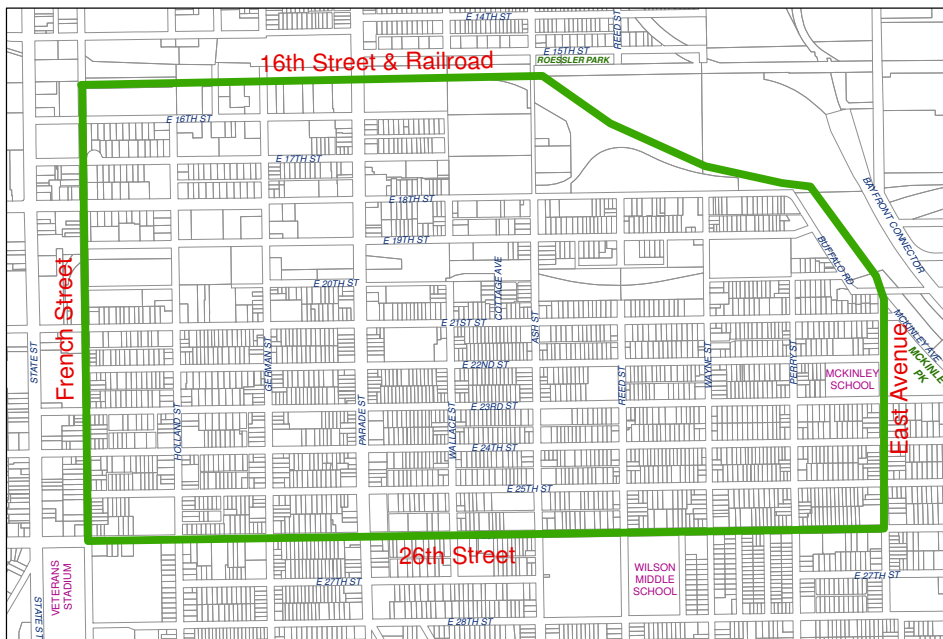 E 14TH ST
REED ST
E 15TH ST
ROESSLER PARK
16th Street & Railroad
E 16TH ST
E 17TH ST
E 18TH ST
BAYFRONT CONNECTOR
E 19TH ST
BUFFALO RD
COTTAGE AVE
E 20TH ST
French Street
E 21ST ST
ASH ST
MCKINLEY AVE
STATE ST
GERMAN ST
E 22ND ST
REED ST
WAYNE ST
PERRY ST
MCKINLEY
SCHOOL
MCKINLE
PK
East Avenue
HOLLAND ST
PARADE ST
WALLACE ST
E 23RD ST
E 24TH ST
E 25TH ST
26th Street
VETERANS
STADIUM
STATE S
E 27TH ST
WILSON
MIDDLE
SCHOOL
E 27TH ST
E 28TH ST